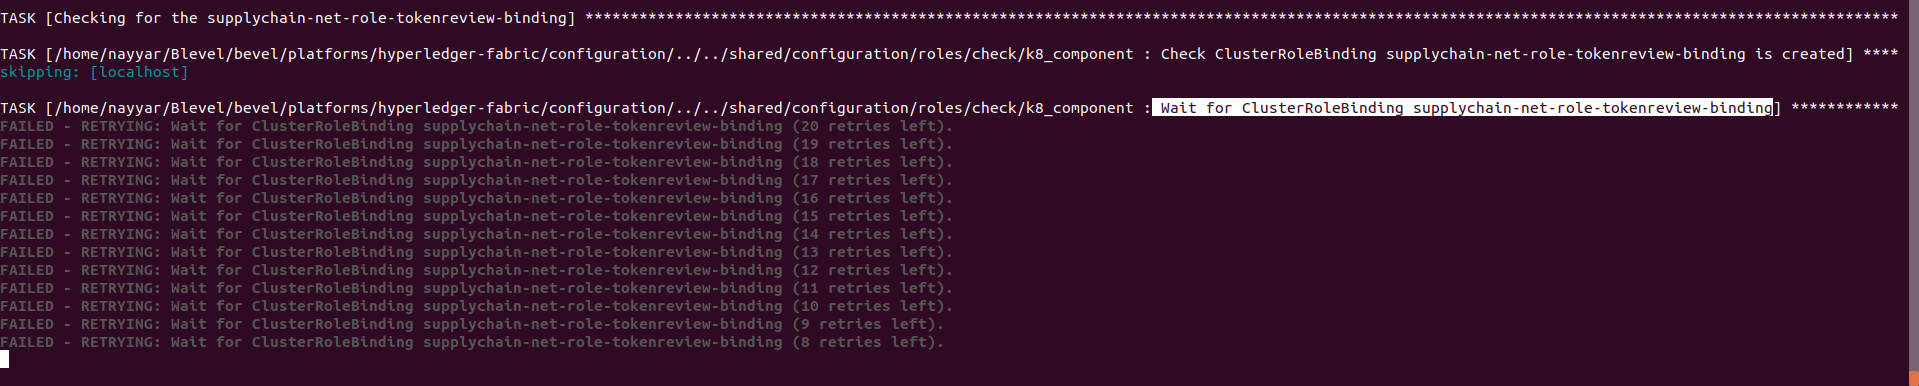 TASK [Checking for the supplychain-net-role-tokenreview-binding] **************************************************************************************************************************************************
TASK [/home/nayyar/Blevel/bevel/platforms/hyperledger-fabric/configuration/../../shared/configuration/roles/check/k8_component : Check ClusterRoleBinding supplychain-net-role-tokenreview-binding is created] ****
skipping: [localhost]
TASK [/home/nayyar/Blevel/bevel/platforms/hyperledger-fabric/configuration/../../shared/configuration/roles/check/k8_component : Wait for ClusterRoleBinding supplychain-net-role-tokenreview-binding] ************
FAILED - RETRYING: Wait for ClusterRoleBinding supplychain-net-role-tokenreview-binding (20 retries left).
FAILED - RETRYING: Wait for ClusterRoleBinding supplychain-net-role-tokenreview-binding (19 retries left).
FAILED - RETRYING: Wait for ClusterRoleBinding supplychain-net-role-tokenreview-binding (18 retries left).
FAILED - RETRYING: Wait for ClusterRoleBinding supplychain-net-role-tokenreview-binding (17 retries left).
FAILED - RETRYING: Wait for ClusterRoleBinding supplychain-net-role-tokenreview-binding (16 retries left).
FAILED - RETRYING: Wait for ClusterRoleBinding supplychain-net-role-tokenreview-binding (15 retries left).
FAILED - RETRYING: Wait for ClusterRoleBinding supplychain-net-role-tokenreview-binding (14 retries left).
FAILED - RETRYING: Wait for ClusterRoleBinding supplychain-net-role-tokenreview-binding (13 retries left).
FAILED - RETRYING: Wait for ClusterRoleBinding supplychain-net-role-tokenreview-binding (12 retries left).
FAILED - RETRYING: Wait for ClusterRoleBinding supplychain-net-role-tokenreview-binding (11 retries left).
FAILED - RETRYING: Wait for ClusterRoleBinding supplychain-net-role-tokenreview-binding (10 retries left).
FAILED - RETRYING: Wait for ClusterRoleBinding supplychain-net-role-tokenreview-binding (9 retries left).
FAILED - RETRYING: Wait for ClusterRoleBinding supplychain-net-role-tokenreview-binding (8 retries left).